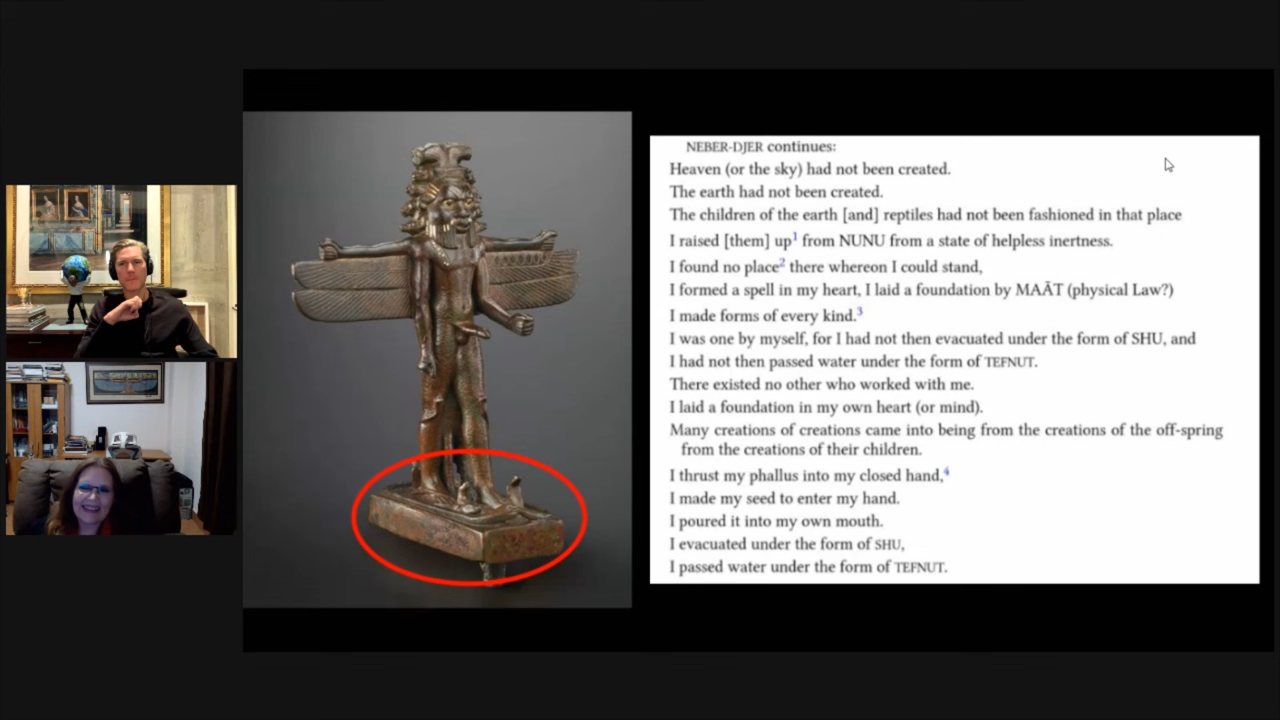 NEBER-DJER continues:
Heaven (or the sky) had not been created.
The earth had not been created.
The children of the earth [and] reptiles had not been fashioned in that place
I raised [them] up1 from NUNU from a state of helpless inertness.
I found no place2 there whereon I could stand,
I formed a spell in my heart, I laid a foundation by MAĀT (physical Law?)
I made forms of every kind.3
I was one by myself, for I had not then evacuated under the form of SHU, and
I had not then passed water under the form of TEFNUT.
There existed no other who worked with me.
I laid a foundation in my own heart (or mind).
Many creations of creations came into being from the creations of the off-spring
from the creations of their children.
I thrust my phallus into my closed hand,4
I made my seed to enter my hand.
I poured it into my own mouth.
I evacuated under the form of SHU,
I passed water under the form of TEFNUT.